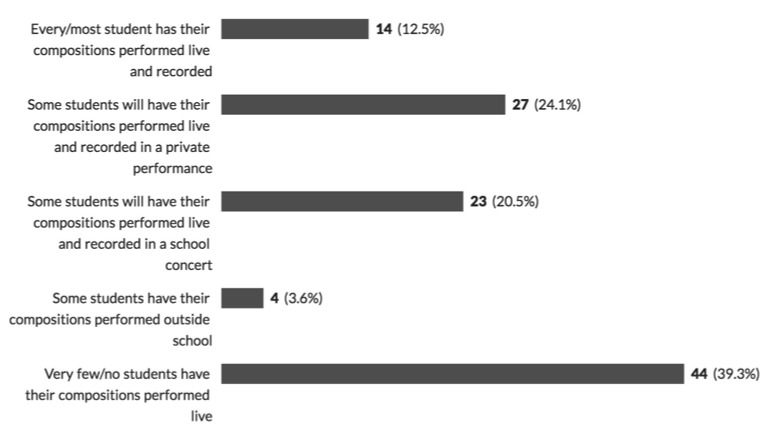 Every/most student has their
compositions performed live
and recorded
14 (12.5%)
Some students will have their
compositions performed live
and recorded in a private
performance
27 (24.1%)
Some students will have their
compositions performed live
and recorded in a school
concert
23 (20.5%)
Some students have their
compositions performed outside
school
4 (3.6%)
Very few/no students have
their compositions performed
live
44 (39.3%)